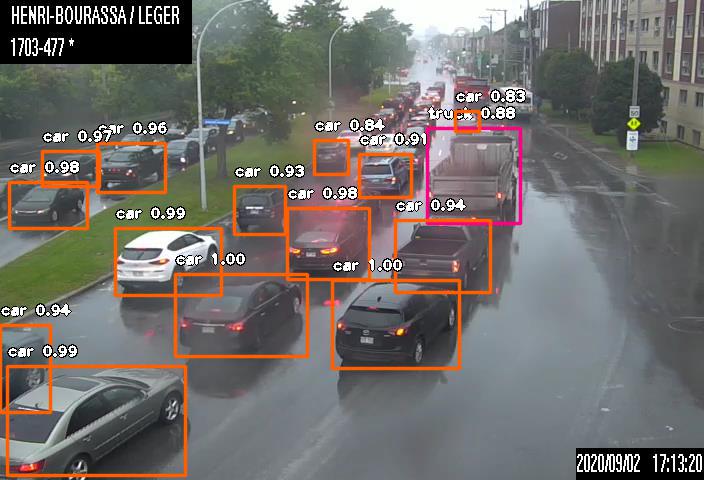 HENRI-BOURASSA / LEGER
1703-477 *
car 0.83
truck 0.88
car 0.97
car 0.96
car 0.84
car 0.91
car 0.98
car 0.93
car 0.98
car 0.99
car 0.94
car 1.00
car 1.00
car 0.94
car 0.99
2020/09/02 17:13:20